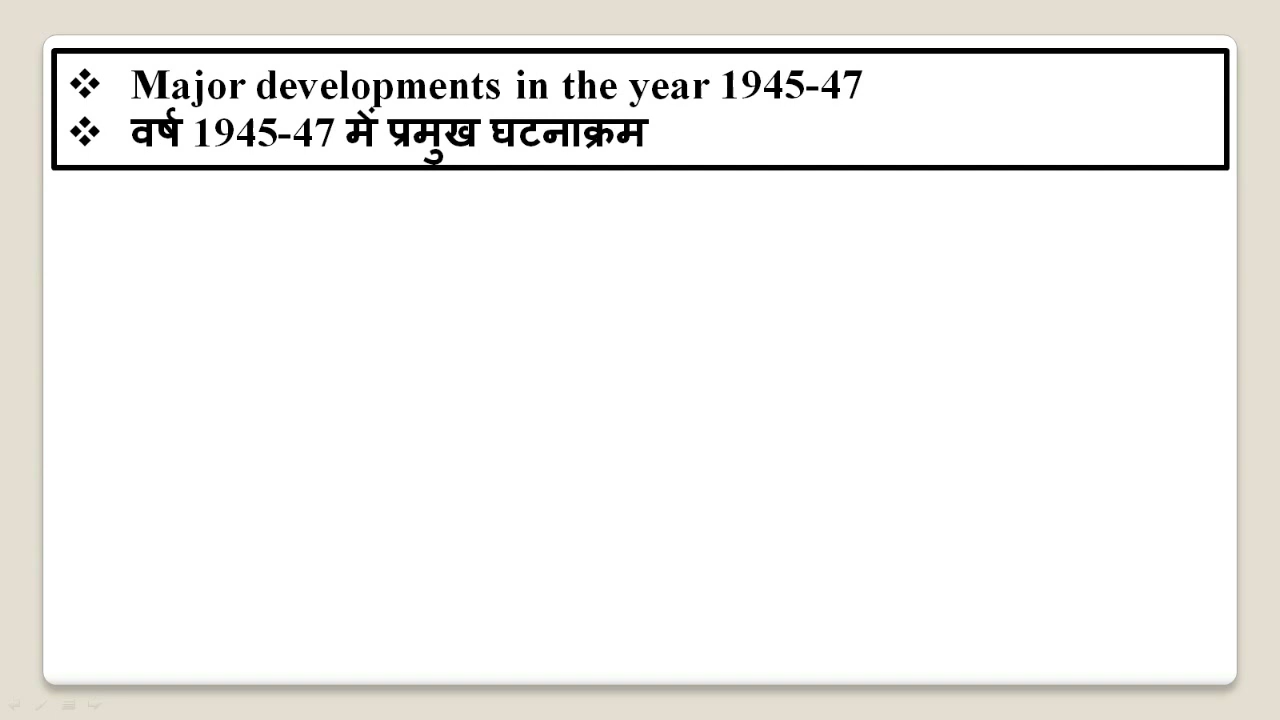 ❖ Major developments in the year 1945-47
❖ वर्ष 1945-47 में प्रमुख घटनाक्रम